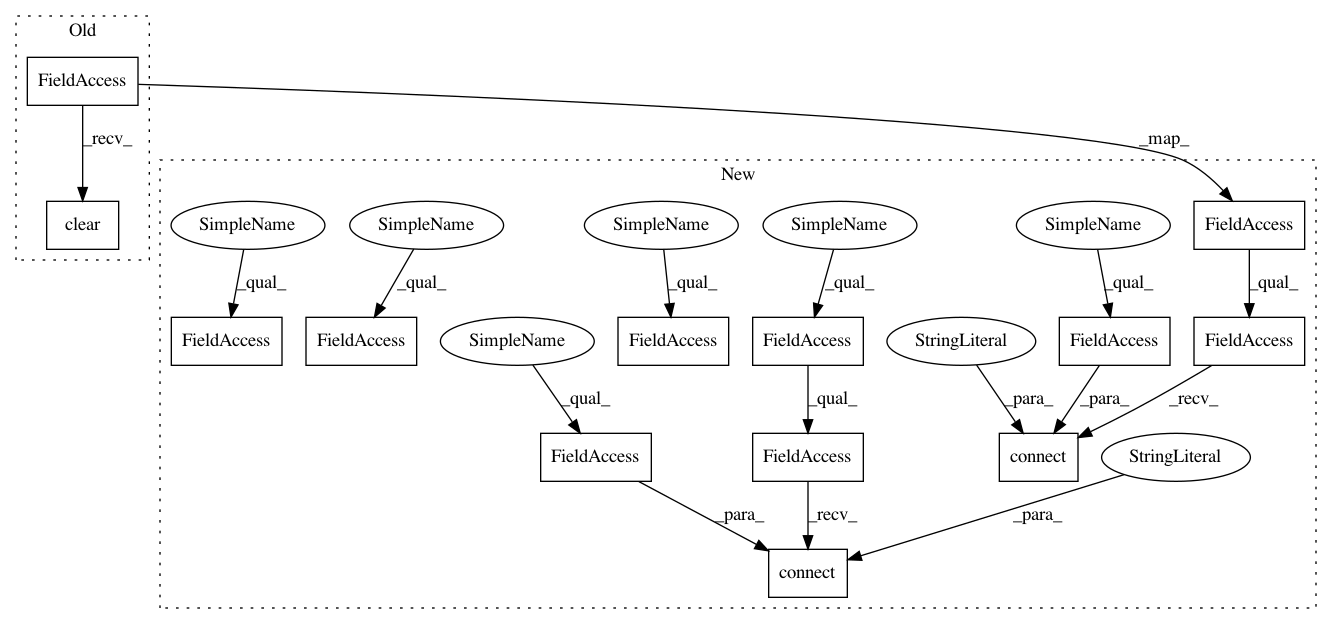 Old
FieldAccess
_recv_
_map_
clear
New
SimpleName
SimpleName
SimpleName
SimpleName
SimpleName
FieldAccess
_qual_
_qual_
_qual_
_qual_
_qual_
_qual_
FieldAccess
FieldAccess
SimpleName
FieldAccess
FieldAccess
StringLiteral
FieldAccess
FieldAccess
_qual_
_qual_
_para_
_para_
_recv_
FieldAccess
FieldAccess
connect
StringLiteral
_para_
_recv_
_para_
connect